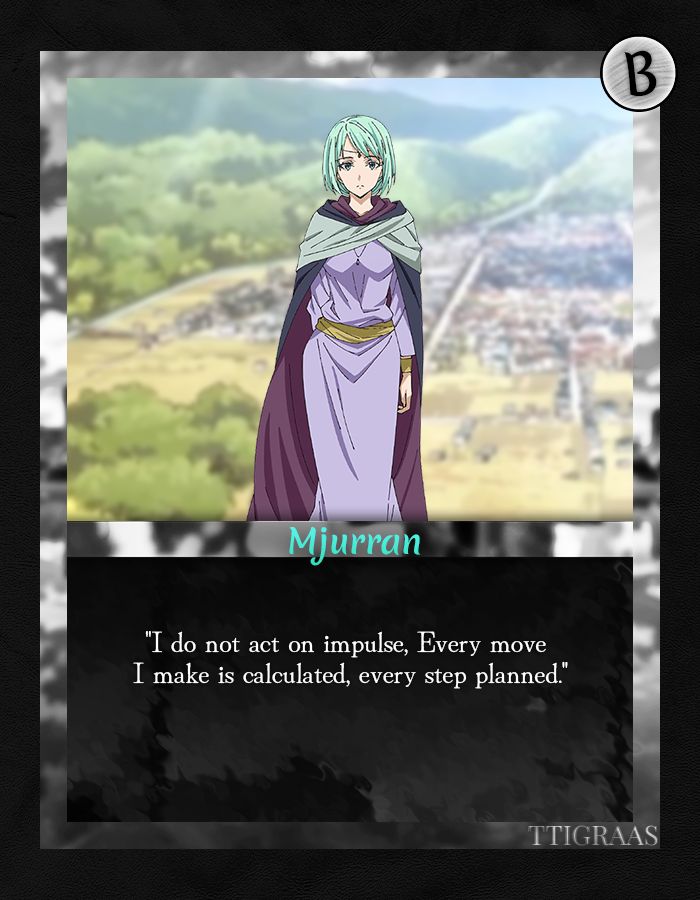 B
Mjurran
"I do not act on impulse, Every move
I make is calculated, every step planned."
TTIGRAAS